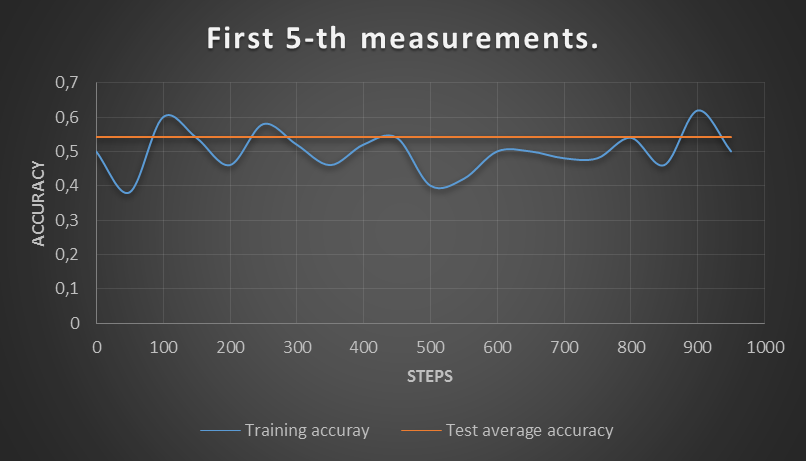 First 5-th measurements.
0,7
0,6
0,5
0,4
0,3
0,2
0,1
0
ACCURACY
0 100 200 300 400 500 600 700 800 900 1000
STEPS
Training accuray Test average accuracy